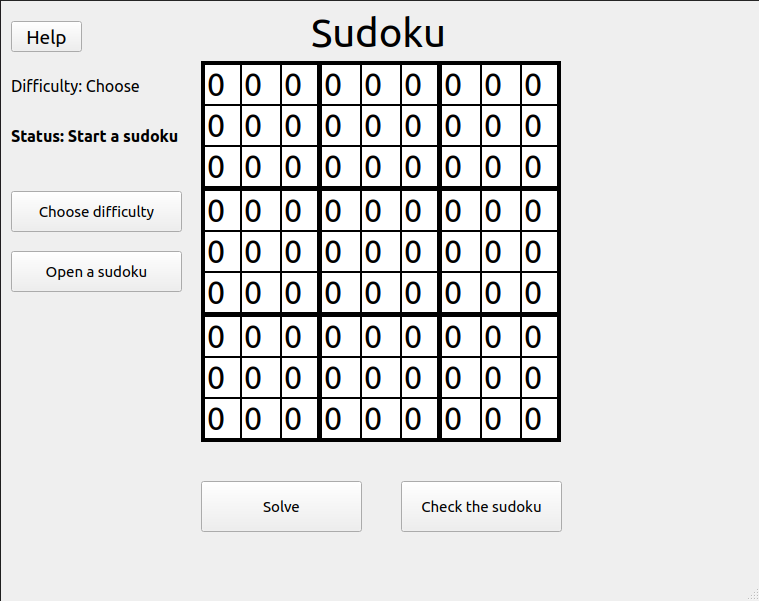 Sudoku
Help
Difficulty: Choose
Status: Start a sudoku
Choose difficulty
Open a sudoku
0 0 0 0 0 0 0 0 0
0 0 0 0 0 0 0 0 0
0 0 0 0 0 0 0 0 0
0 0 0 0 0 0 0 0 0
0 0 0 0 0 0 0 0 0
0 0 0 0 0 0 0 0 0
0 0 0 0 0 0 0 0 0
0 0 0 0 0 0 0 0 0
0 0 0 0 0 0 0 0 0
Solve
Check the sudoku